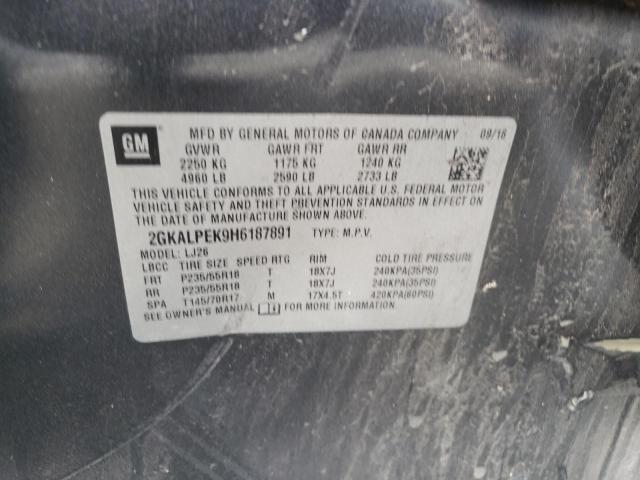 GM
MFD BY GENERAL MOTORS OF CANADA COMPANY 09/16
GVWR GAWR FRT GAWR RR
2250 KG 1175 KG 1240 KG
4960 LB 2590 LB 2733 LB
THIS VEHICLE CONFORMS TO ALL APPLICABLE U.S. FEDERAL MOTOR
VEHICLE SAFETY AND THEFT PREVENTION STANDARDS IN EFFECT ON
THE DATE OF MANUFACTURE SHOWN ABOVE.
2GKALPEK9H6187891 TYPE: M.P.V.
MODEL: LJ26
LBCC TIRE SIZE SPEED RTG RIM COLD TIRE PRESSURE
FRT P235/55R18 T 18X7J 240KPA(35PSI)
RR P235/55R18 T 18X7J 240KPA(35PSI)
SPA T145/70R17 M 17X4.5T 420KPA(60PSI)
SEE OWNER'S MANUAL FOR MORE INFORMATION.